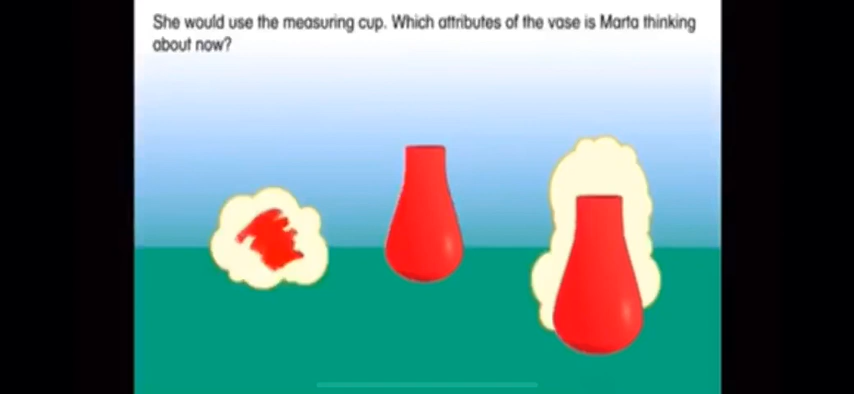 She would use the measuring cup. Which attributes of the vase is Marta thinking
about now?